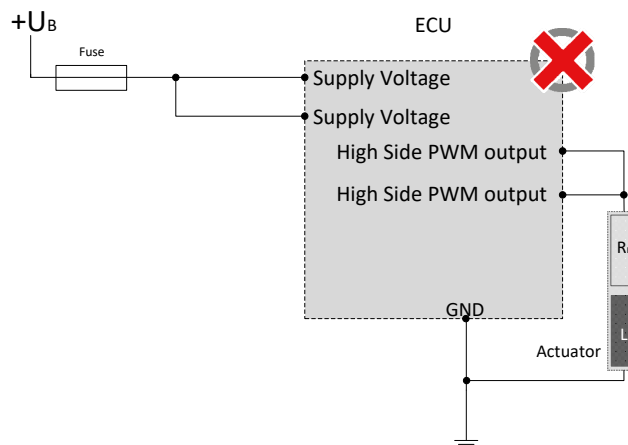 +UB
ECU
Fuse
Supply Voltage
Supply Voltage
High Side PWM output
High Side PWM output
R
GND
L
Actuator